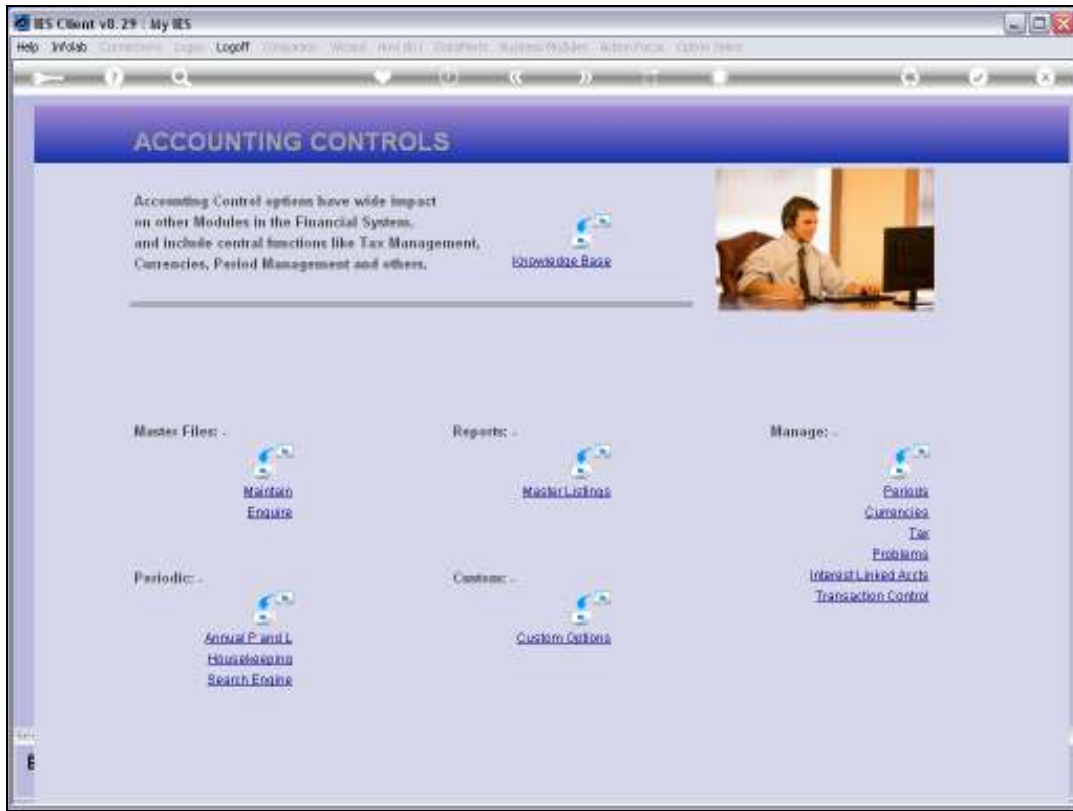 IES Client v8.29 : My IES
Help Infolab Logoff
ACCOUNTING CONTROLS
Accounting Control options have wide impact
on other Modules in the Financial System,
and include central functions like Tax Management,
Currencies, Period Management and others.
Knowledge Base
Master Files: -
Reports: -
Manage: -
Maintain
Enquire
Master Listings
Periods
Currencies
Tax
Problems
Interest Linked Accts
Transaction Control
Periodic: -
Custom: -
Annual P and L
Housekeeping
Search Engine
Custom Options